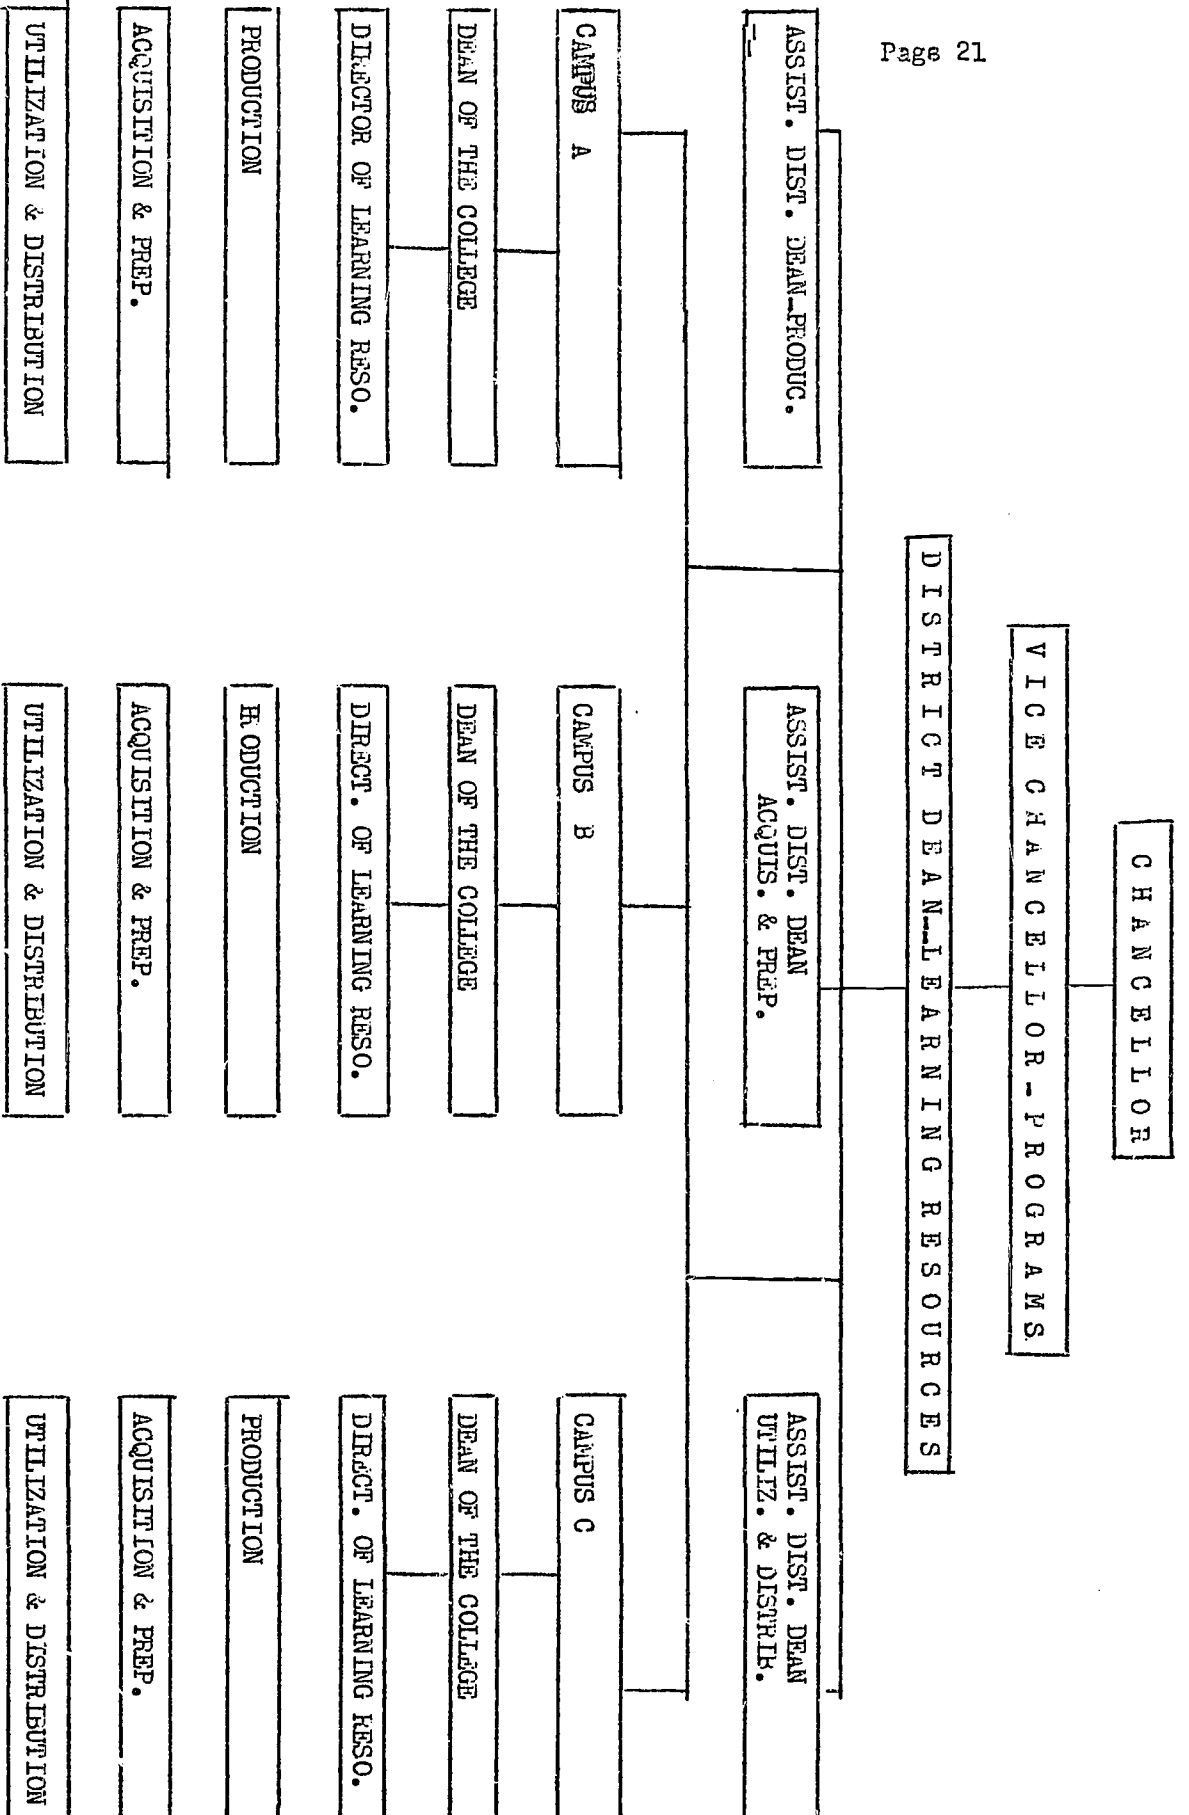 Page 21
CHANCELLOR
VICE CHANCELLOR-PROGRAMS
DISTRICT DEAN--LEARNING RESOURCES
ASSIST. DIST. DEAN-PRODUC.
ASSIST. DIST. DEAN
ACQUIS. & PREP.
ASSIST. DIST. DEAN
UTILIZ. & DISTRIB.
CAMPUS A
CAMPUS B
CAMPUS C
DEAN OF THE COLLEGE
DEAN OF THE COLLEGE
DEAN OF THE COLLEGE
DIRECTOR OF LEARNING RESO.
DIRECT. OF LEARNING RESO.
DIRECT. OF LEARNING RESO.
PRODUCTION
PRODUCTION
PRODUCTION
ACQUISITION & PREP.
ACQUISITION & PREP.
ACQUISITION & PREP.
UTILIZATION & DISTRIBUTION
UTILIZATION & DISTRIBUTION
UTILIZATION & DISTRIBUTION